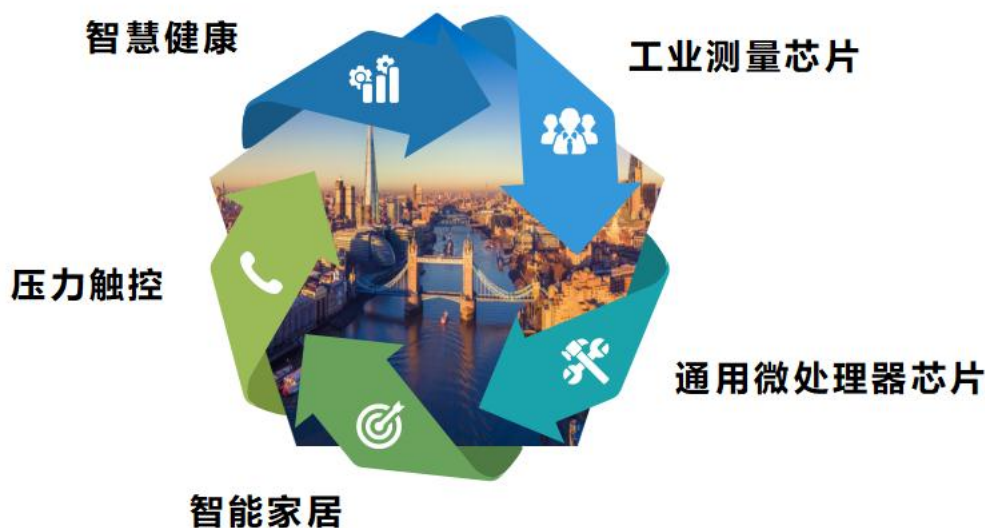 智慧健康
工业测量芯片
压力触控
通用微处理器芯片
智能家居